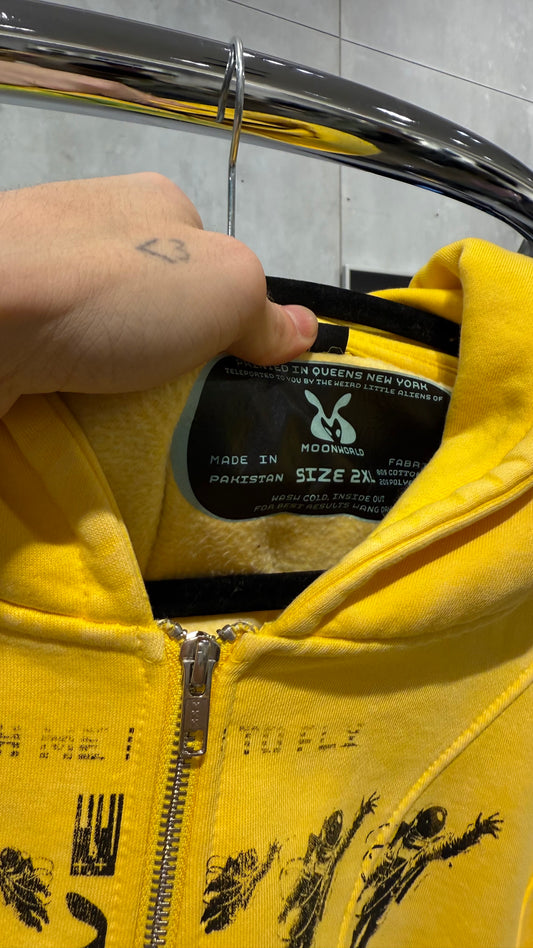 <3
IN QUEENS NEW YORK
TELEPORTED TO YOU BY THE WEIRD LITTLE ALIENS OF
MOONWORLD
MADE IN
PAKISTAN
SIZE 2XL
WASH COLD, INSIDE OUT
FOR BEST RESULTS HANG
TO FLY